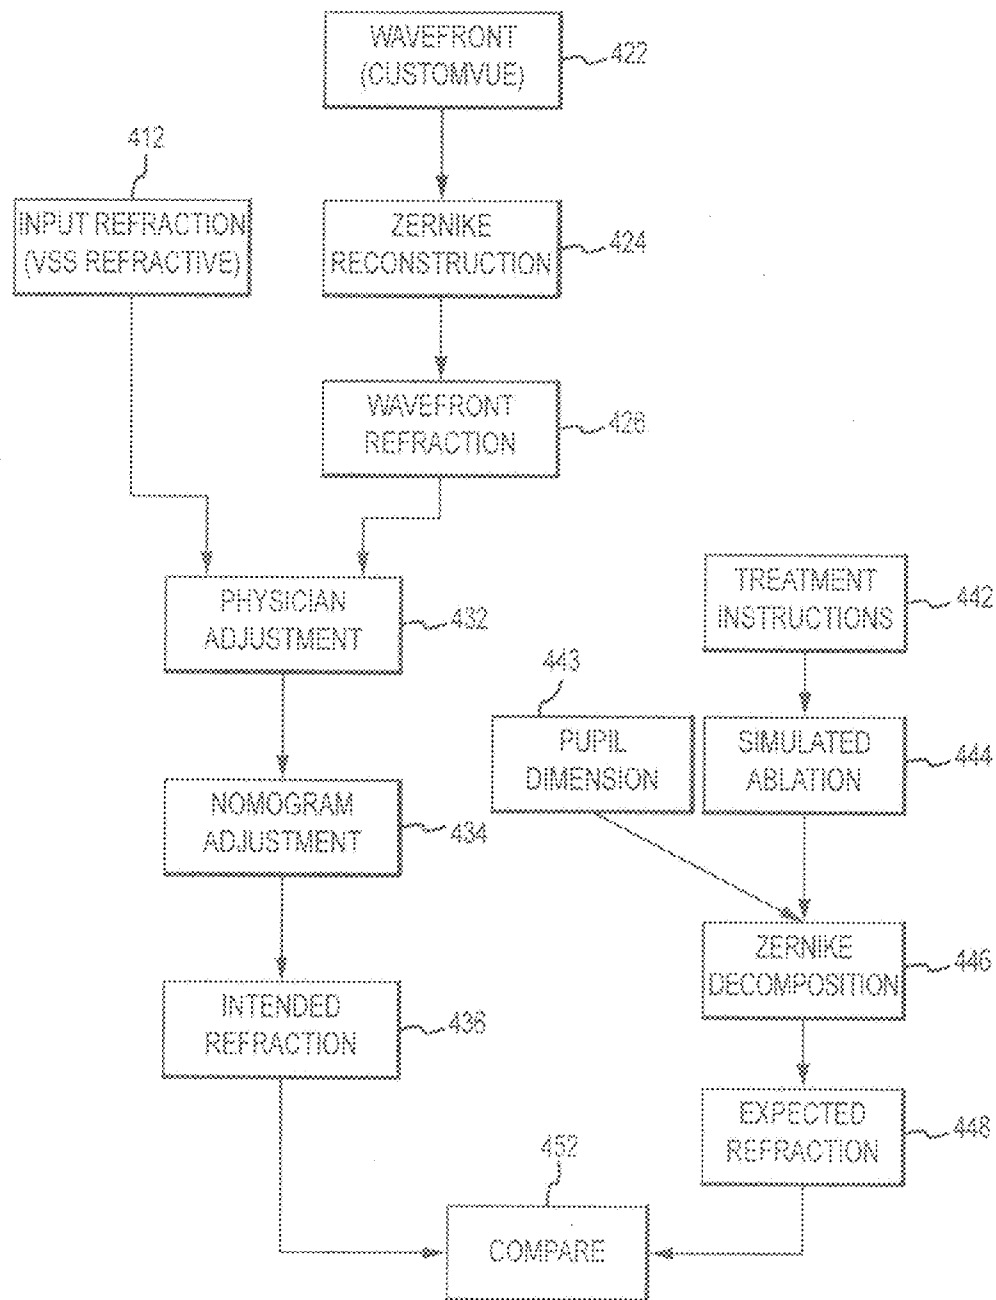 WAVEFRONT
(CUSTOMVUE)
422
412
INPUT REFRACTION
(VSS REFRACTIVE)
ZERNIKE
RECONSTRUCTION
424
WAVEFRONT
REFRACTION
426
PHYSICIAN
ADJUSTMENT
432
TREATMENT
INSTRUCTIONS
442
443
PUPIL
DIMENSION
SIMULATED
ABLATION
444
NOMOGRAM
ADJUSTMENT
434
ZERNIKE
DECOMPOSITION
446
INTENDED
REFRACTION
436
EXPECTED
REFRACTION
448
452
COMPARE